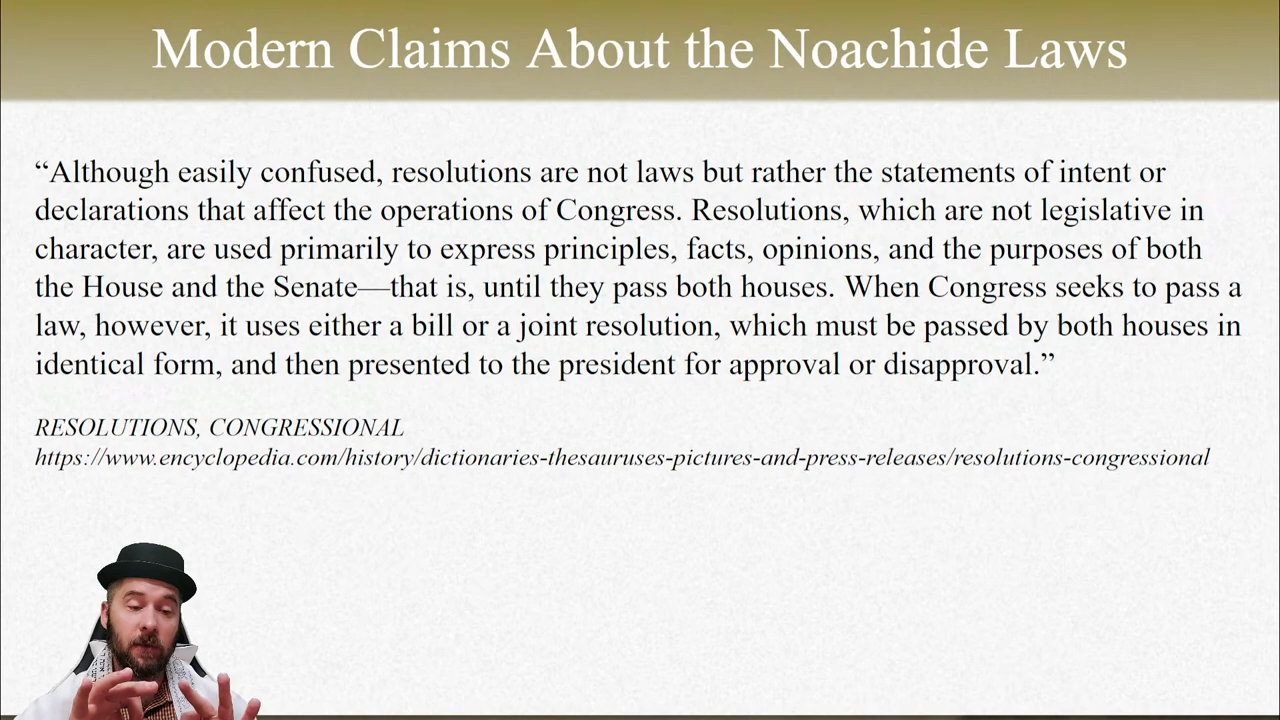 Modern Claims About the Noachide Laws
“Although easily confused, resolutions are not laws but rather the statements of intent or
declarations that affect the operations of Congress. Resolutions, which are not legislative in
character, are used primarily to express principles, facts, opinions, and the purposes of both
the House and the Senate—that is, until they pass both houses. When Congress seeks to pass a
law, however, it uses either a bill or a joint resolution, which must be passed by both houses in
identical form, and then presented to the president for approval or disapproval.”
RESOLUTIONS, CONGRESSIONAL
https://www.encyclopedia.com/history/dictionaries-thesauruses-pictures-and-press-releases/resolutions-congressional